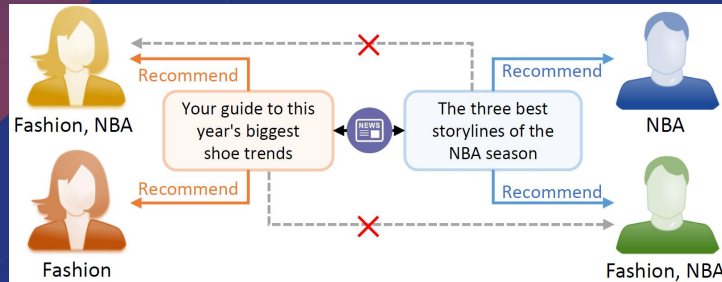 Recommend
Recommend
Fashion, NBA
Your guide to this
year's biggest
shoe trends
NEWS
The three best
storylines of the
NBA season
NBA
Recommend
Recommend
Fashion
Fashion, NBA